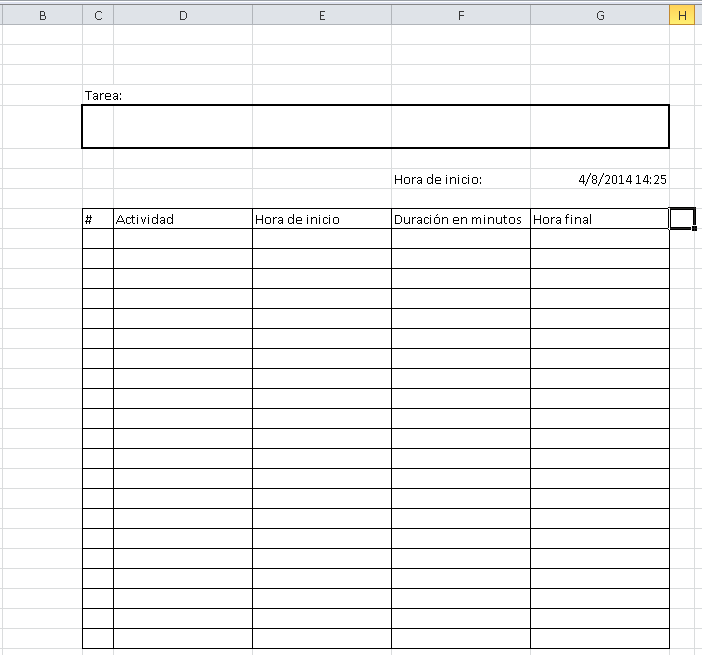 B C D E F G H
Tarea:
Hora de inicio: 4/8/2014 14:25
# Actividad Hora de inicio Duración en minutos Hora final